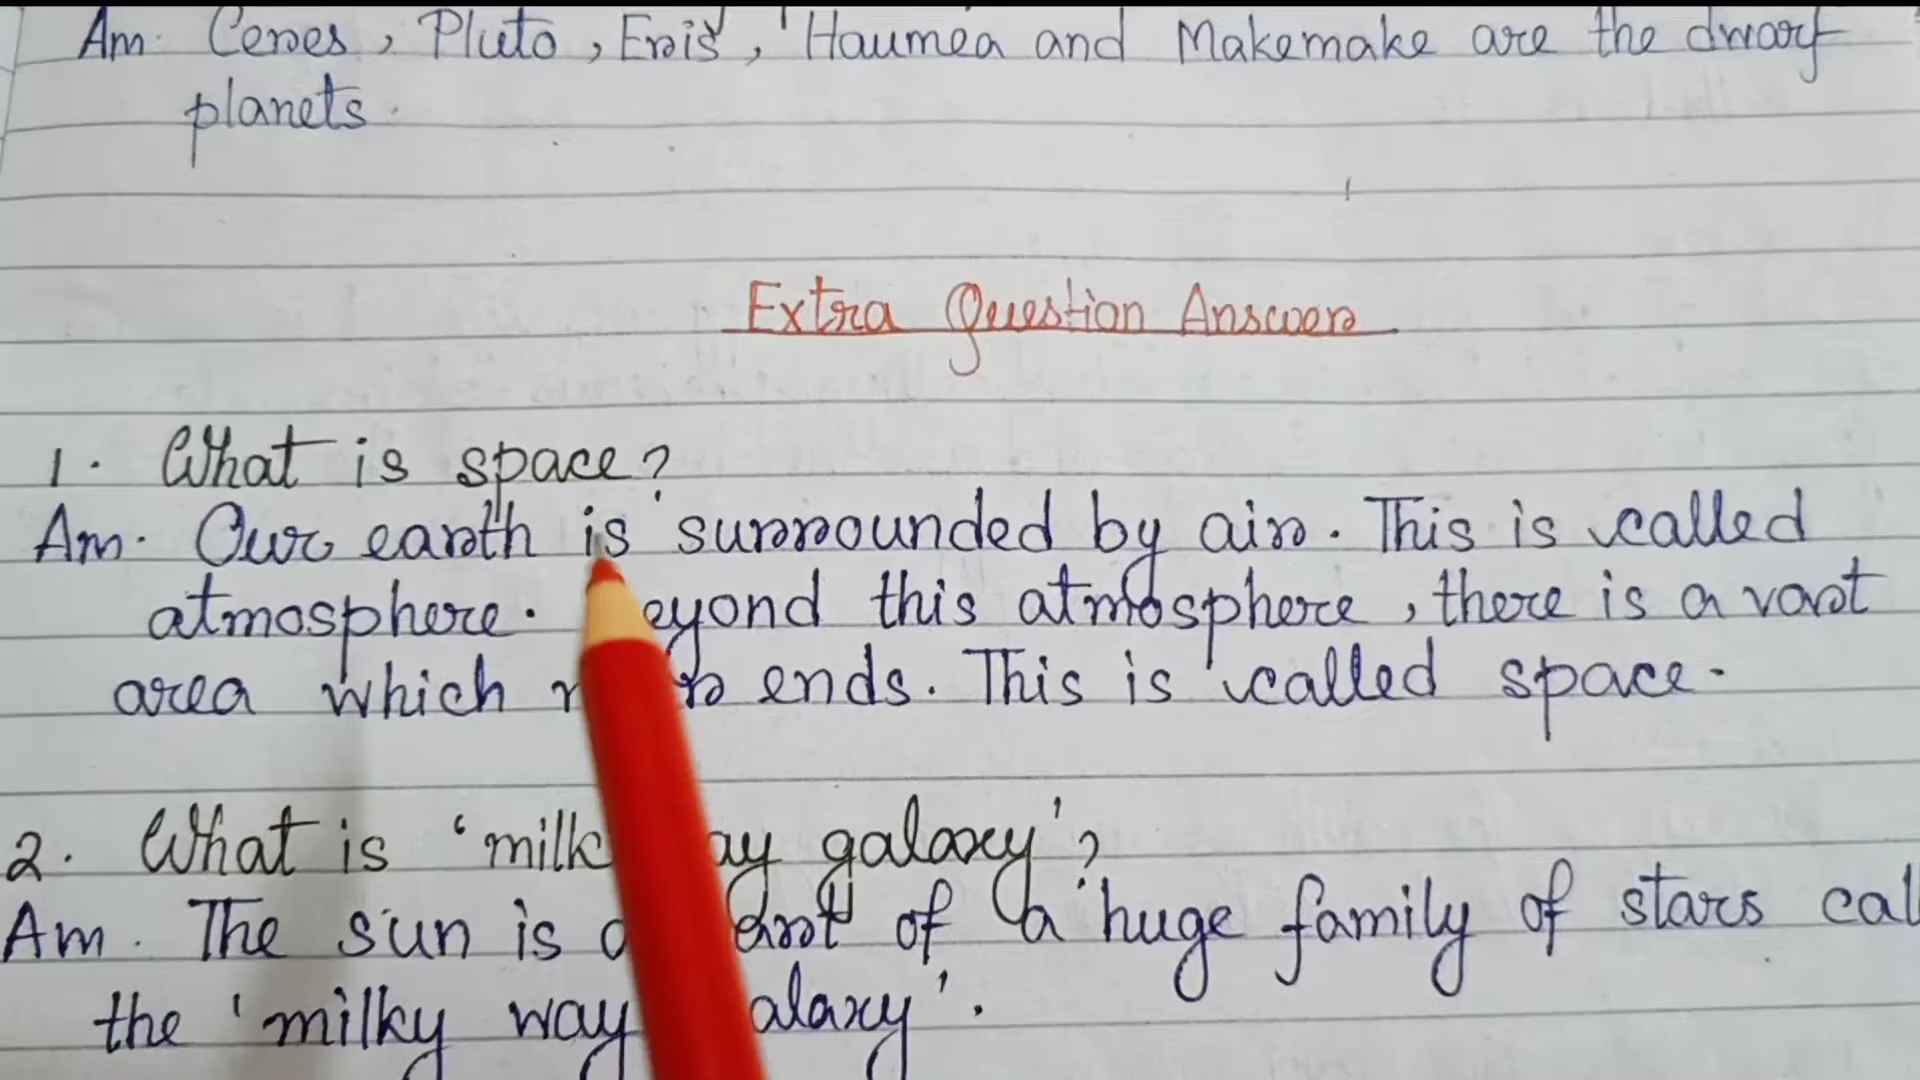 Ans. Ceres, Pluto, Eris, Haumea and Makemake are the dwarf
planets.
Extra Question Answer
1. What is space?
Ans. Our earth is surrounded by air. This is called
atmosphere. eyond this atmosphere, there is a vast
area which ends. This is called space.
2. What is 'milk ay galaxy'?
Ans. The sun is of a huge family of stars cal
the 'milky way alaxy'.